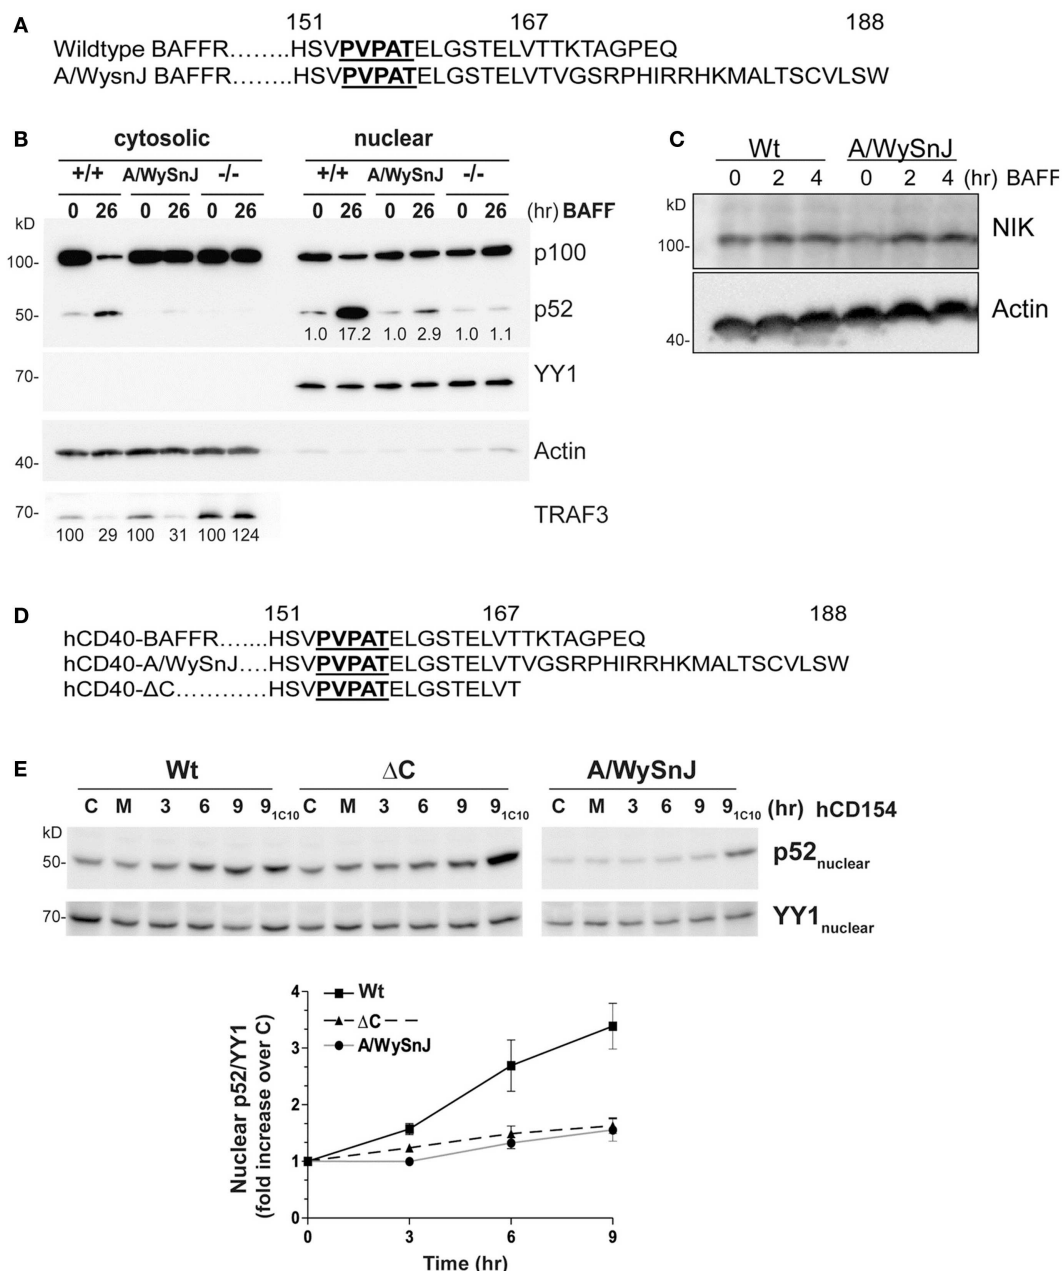 A
151 167 188
Wildtype BAFFR........HSVPVPATELGSTELVTTKTAGPEQ
A/WysnJ BAFFR........HSVPVPATELGSTELVTVGSRPHIRRHKMALTSCVLSW
B
cytosolic nuclear
+/+ A/WySnJ -/- +/+ A/WySnJ -/-
0 26 0 26 0 26 0 26 0 26 0 26 (hr) BAFF
kD
100- p100
50- p52
1.0 17.2 1.0 2.9 1.0 1.1
70- YY1
40- Actin
70- TRAF3
100 29 100 31 100 124
C
Wt A/WySnJ
0 2 4 0 2 4 (hr) BAFF
kD
100- NIK
Actin
40-
D
151 167 188
hCD40-BAFFR.......HSVPVPATELGSTELVTTKTAGPEQ
hCD40-A/WySnJ....HSVPVPATELGSTELVTVGSRPHIRRHKMALTSCVLSW
hCD40-ΔC............HSVPVPATELGSTELVT
E
Wt ΔC A/WySnJ
C M 3 6 9 9 1C10 C M 3 6 9 9 1C10 C M 3 6 9 9 1C10 (hr) hCD154
kD
50- p52nuclear
70- YY1nuclear
Nuclear p52/YY1
(fold increase over C)
4
3
2
1
0
Wt
ΔC
A/WySnJ
0 3 6 9
Time (hr)